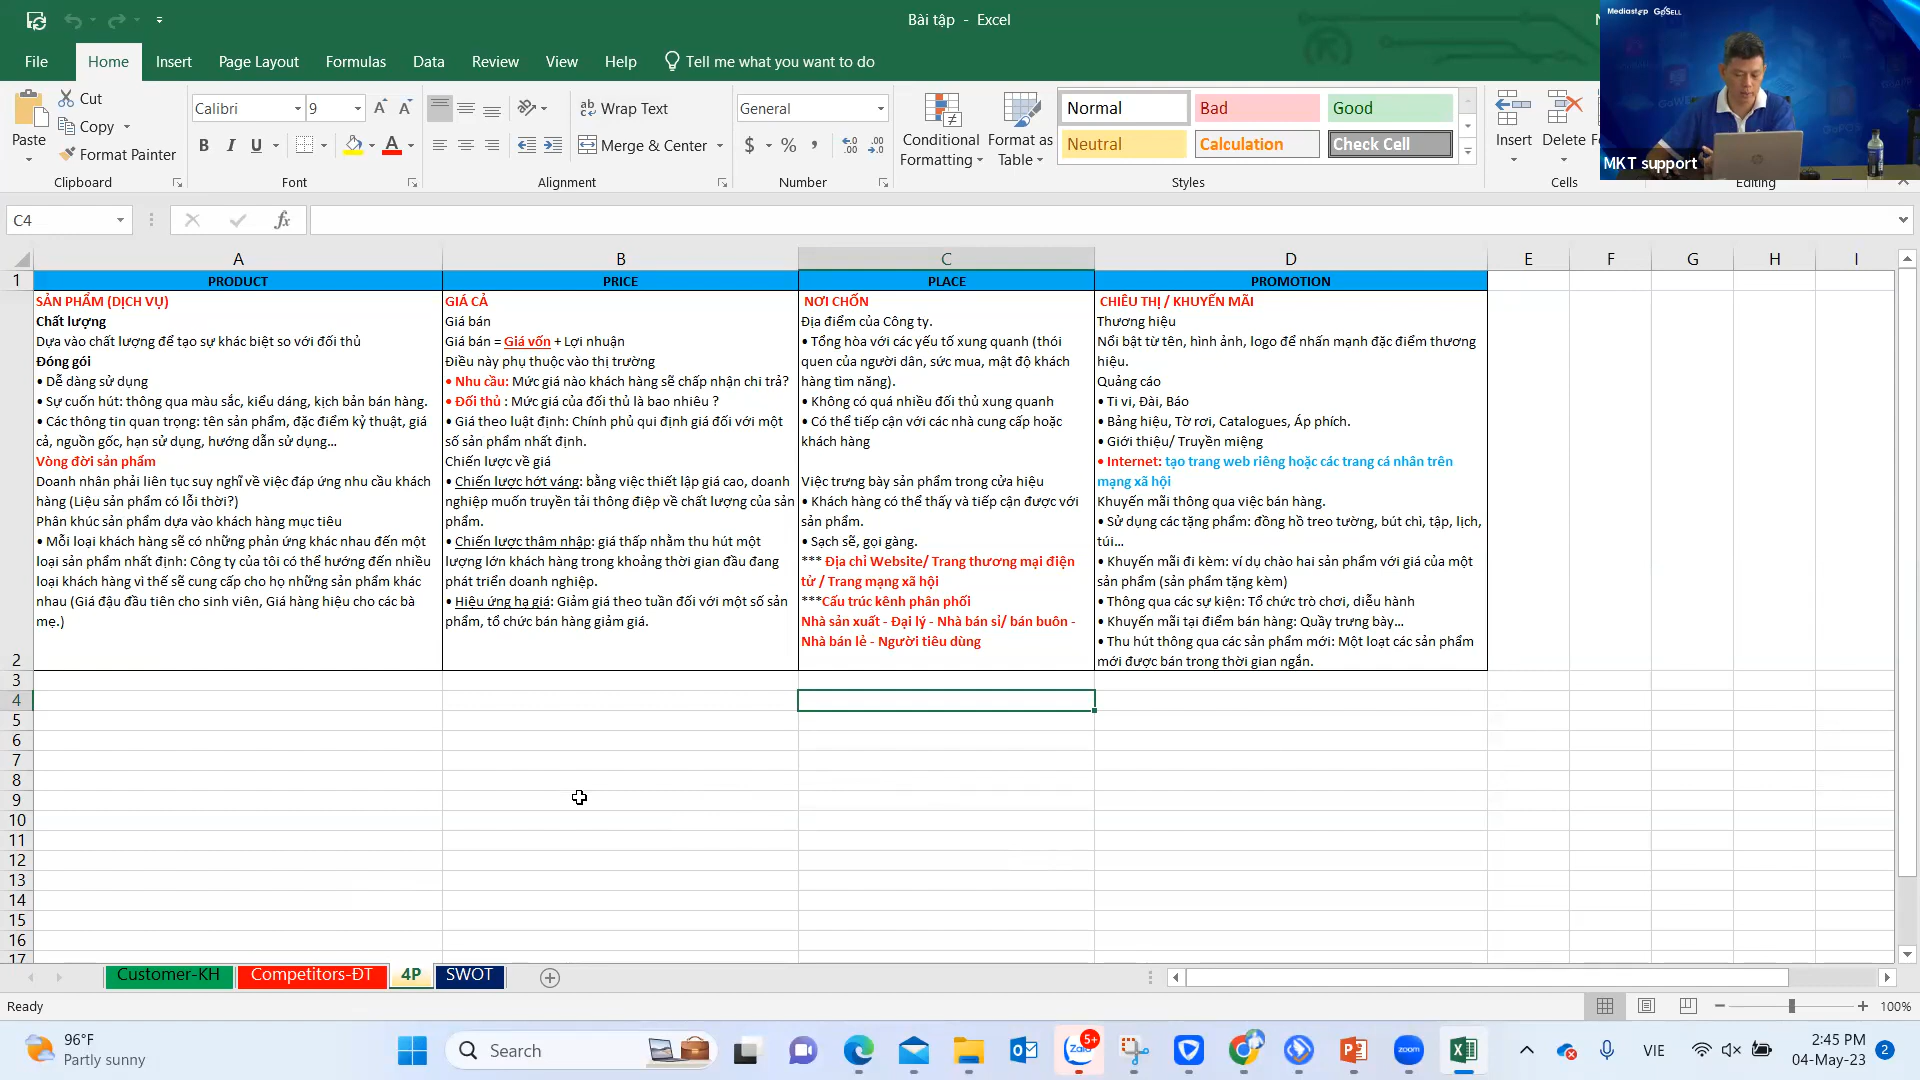 Bài tập - Excel
Mediastep GoSELL
File Home Insert Page Layout Formulas Data Review View Help Tell me what you want to do
Cut
Copy
Format Painter
Paste
Calibri 9
B I U
Wrap Text
Merge & Center
General
$ % ,
Conditional Formatting
Format as Table
Normal Bad Good
Neutral Calculation Check Cell
Insert Delete
MKT support
Clipboard Font Alignment Number Styles Cells Editing
C4 fx
A B C D E F G H I
1
PRODUCT
SẢN PHẨM (DỊCH VỤ)
Chất lượng
Dựa vào chất lượng để tạo sự khác biệt so với đối thủ
Đóng gói
• Dễ dàng sử dụng
• Sự cuốn hút: thông qua màu sắc, kiểu dáng, kịch bản bán hàng.
• Các thông tin quan trọng: tên sản phẩm, đặc điểm kỹ thuật, giá
cả, nguồn gốc, hạn sử dụng, hướng dẫn sử dụng...
Vòng đời sản phẩm
Doanh nhân phải liên tục suy nghĩ về việc đáp ứng nhu cầu khách
hàng (Liệu sản phẩm có lỗi thời?)
Phân khúc sản phẩm dựa vào khách hàng mục tiêu
• Mỗi loại khách hàng sẽ có những phản ứng khác nhau đến một
loại sản phẩm nhất định: Công ty của tôi có thể hướng đến nhiều
loại khách hàng vì thế sẽ cung cấp cho họ những sản phẩm khác
nhau (Giá đậu đầu tiên cho sinh viên, Giá hàng hiệu cho các bà
mẹ.)
PRICE
GIÁ CẢ
Giá bán
Giá bán = Giá vốn + Lợi nhuận
Điều này phụ thuộc vào thị trường
• Nhu cầu: Mức giá nào khách hàng sẽ chấp nhận chi trả?
• Đối thủ : Mức giá của đối thủ là bao nhiêu ?
• Giá theo luật định: Chính phủ qui định giá đối với một
số sản phẩm nhất định.
Chiến lược về giá
• Chiến lược hớt váng: bằng việc thiết lập giá cao, doanh
nghiệp muốn truyền tải thông điệp về chất lượng của sản
phẩm.
• Chiến lược thâm nhập: giá thấp nhằm thu hút một
lượng lớn khách hàng trong khoảng thời gian đầu đang
phát triển doanh nghiệp.
• Hiệu ứng hạ giá: Giảm giá theo tuần đối với một số sản
phẩm, tổ chức bán hàng giảm giá.
PLACE
NƠI CHỐN
Địa điểm của Công ty.
• Tổng hòa với các yếu tố xung quanh (thói
quen của người dân, sức mua, mật độ khách
hàng tìm năng).
• Không có quá nhiều đối thủ xung quanh
• Có thể tiếp cận với các nhà cung cấp hoặc
khách hàng
Việc trưng bày sản phẩm trong cửa hiệu
• Khách hàng có thể thấy và tiếp cận được với
sản phẩm.
• Sạch sẽ, gọi gàng.
*** Địa chỉ Website/ Trang thương mại điện
tử / Trang mạng xã hội
***Cấu trúc kênh phân phối
Nhà sản xuất - Đại lý - Nhà bán sỉ/ bán buôn -
Nhà bán lẻ - Người tiêu dùng
PROMOTION
CHIÊU THỊ / KHUYẾN MÃI
Thương hiệu
Nổi bật từ tên, hình ảnh, logo để nhấn mạnh đặc điểm thương
hiệu.
Quảng cáo
• Ti vi, Đài, Báo
• Bảng hiệu, Tờ rơi, Catalogues, Áp phích.
• Giới thiệu/ Truyền miệng
• Internet: tạo trang web riêng hoặc các trang cá nhân trên
mạng xã hội
Khuyến mãi thông qua việc bán hàng.
• Sử dụng các tặng phẩm: đồng hồ treo tường, bút chì, tập, lịch,
túi...
• Khuyến mãi đi kèm: ví dụ chào hai sản phẩm với giá của một
sản phẩm (sản phẩm tặng kèm)
• Thông qua các sự kiện: Tổ chức trò chơi, diễu hành
• Khuyến mãi tại điểm bán hàng: Quầy trưng bày...
• Thu hút thông qua các sản phẩm mới: Một loạt các sản phẩm
mới được bán trong thời gian ngắn.
2
3
4
5
6
7
8
9
10
11
12
13
14
15
16
17
Customer-KH Competitors-ĐT 4P SWOT
Ready 100%
96°F
Partly sunny
Search
Zalo 5+
zoom
VIE
2:45 PM
04-May-23
2